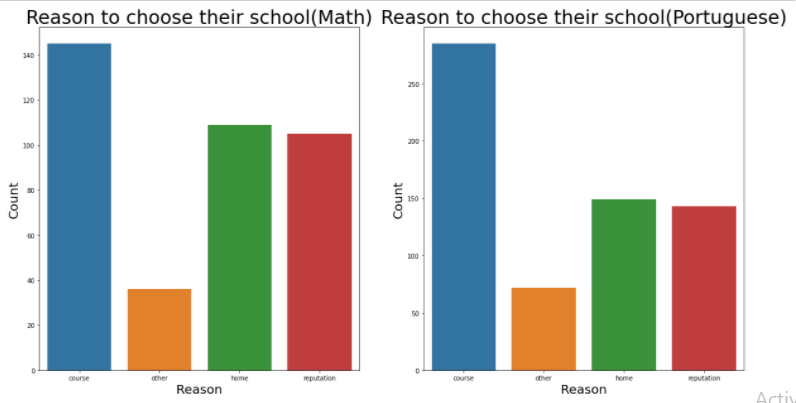 Reason to choose their school(Math)
140
120
100
80
60
40
20
0
Count
course other home reputation
Reason
Reason to choose their school(Portuguese)
250
200
150
100
50
0
Count
course other home reputation
Reason
Activ